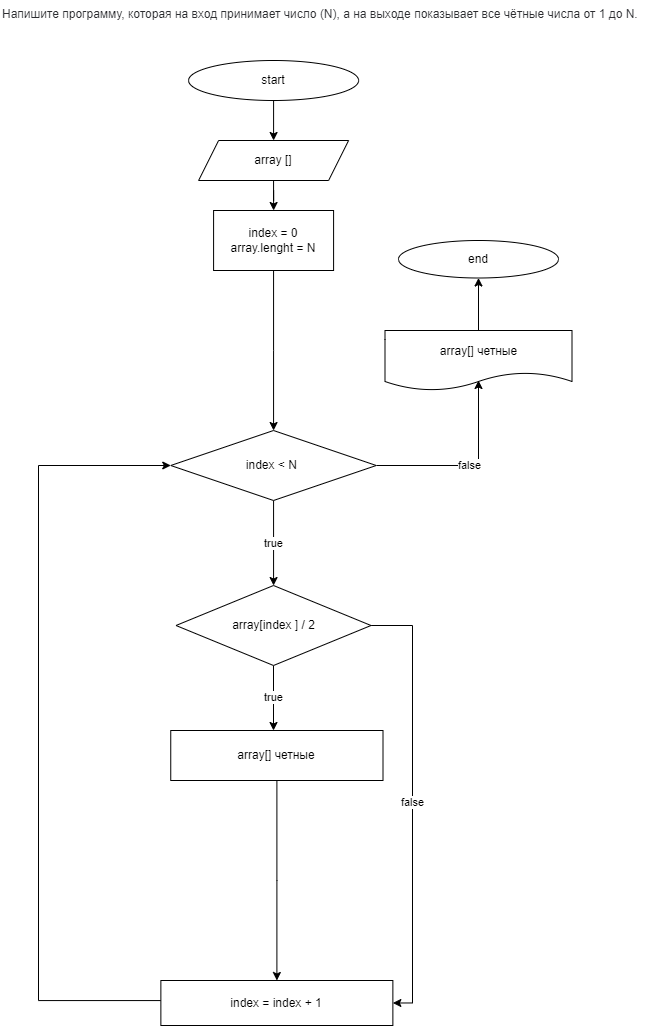 Напишите программу, которая на вход принимает число (N), а на выходе показывает все чётные числа от 1 до N.
start
array []
index = 0
array.lenght = N
end
array[] четные
index < N
false
true
array[index ] / 2
true
array[] четные
false
index = index + 1